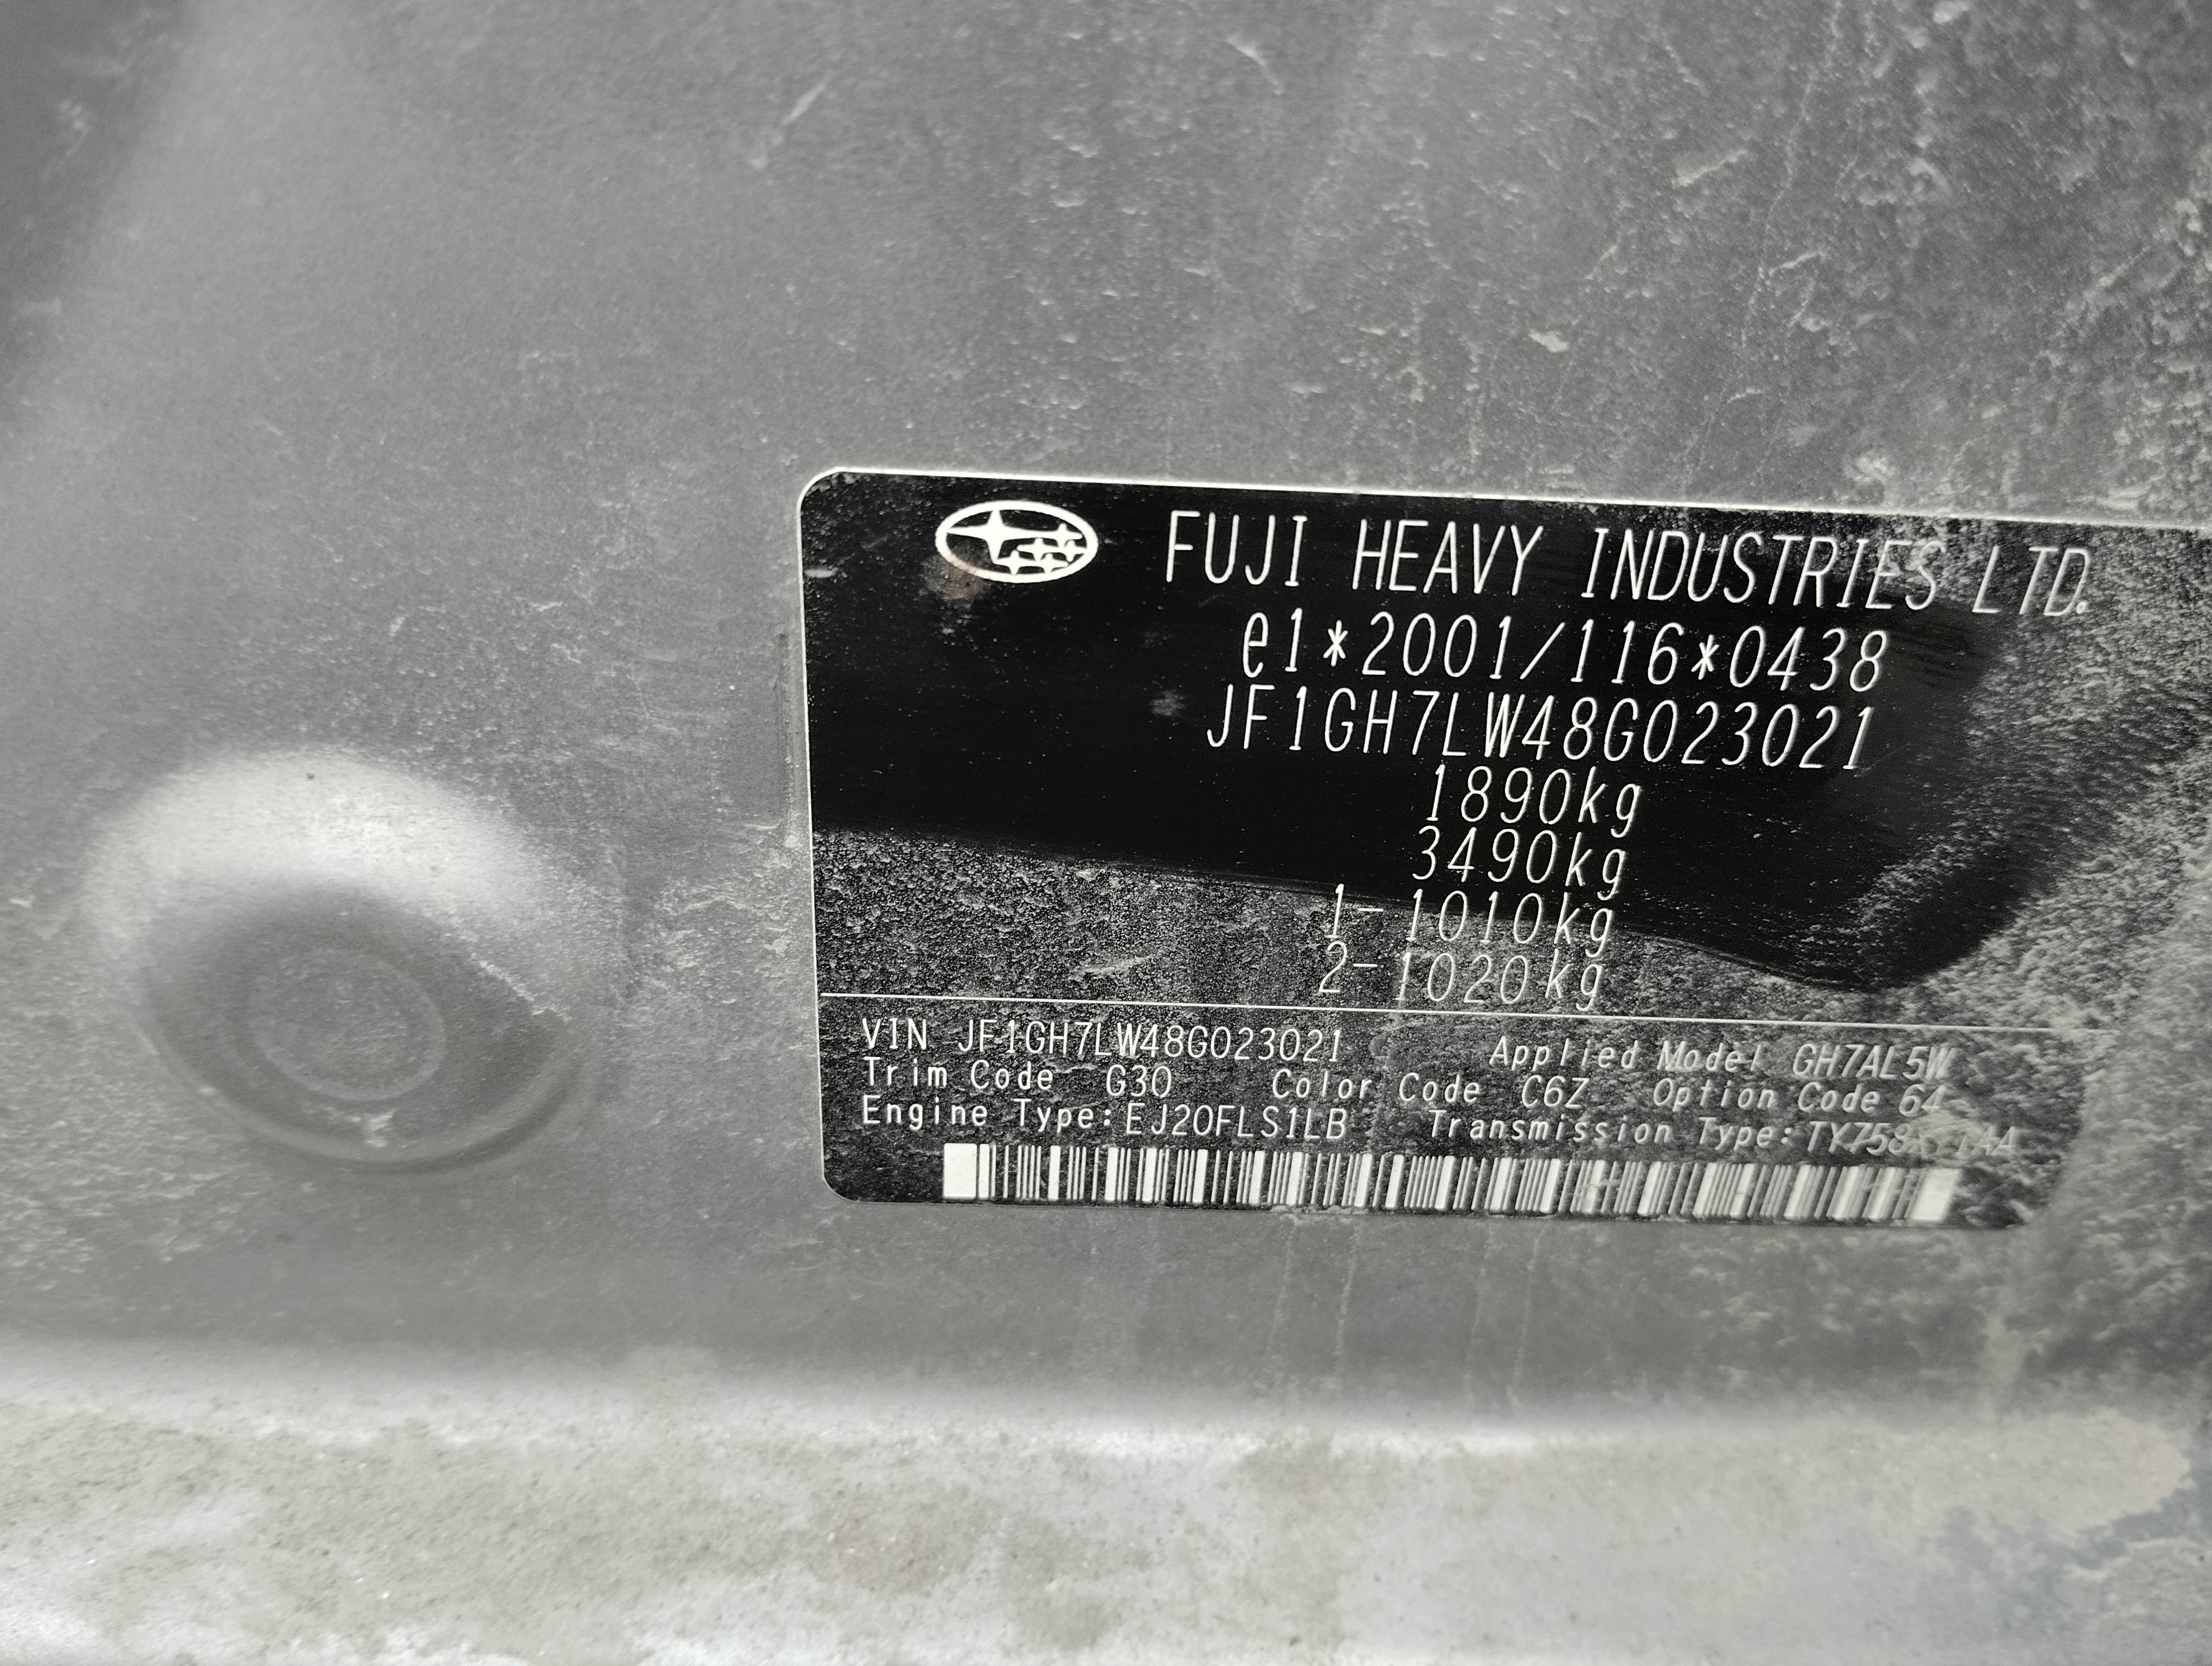 FUJI HEAVY INDUSTRIES LTD.
e1*2001/116*0438
JF1GH7LW48G023021
1890kg
3490kg
1-1010kg
2-1020kg
VIN JF1GH7LW48G023021 Applied Model GH7AL5W
Trim Code G30 Color Code C6Z Option Code 64
Engine Type:EJ20FLS1LB Transmission Type: